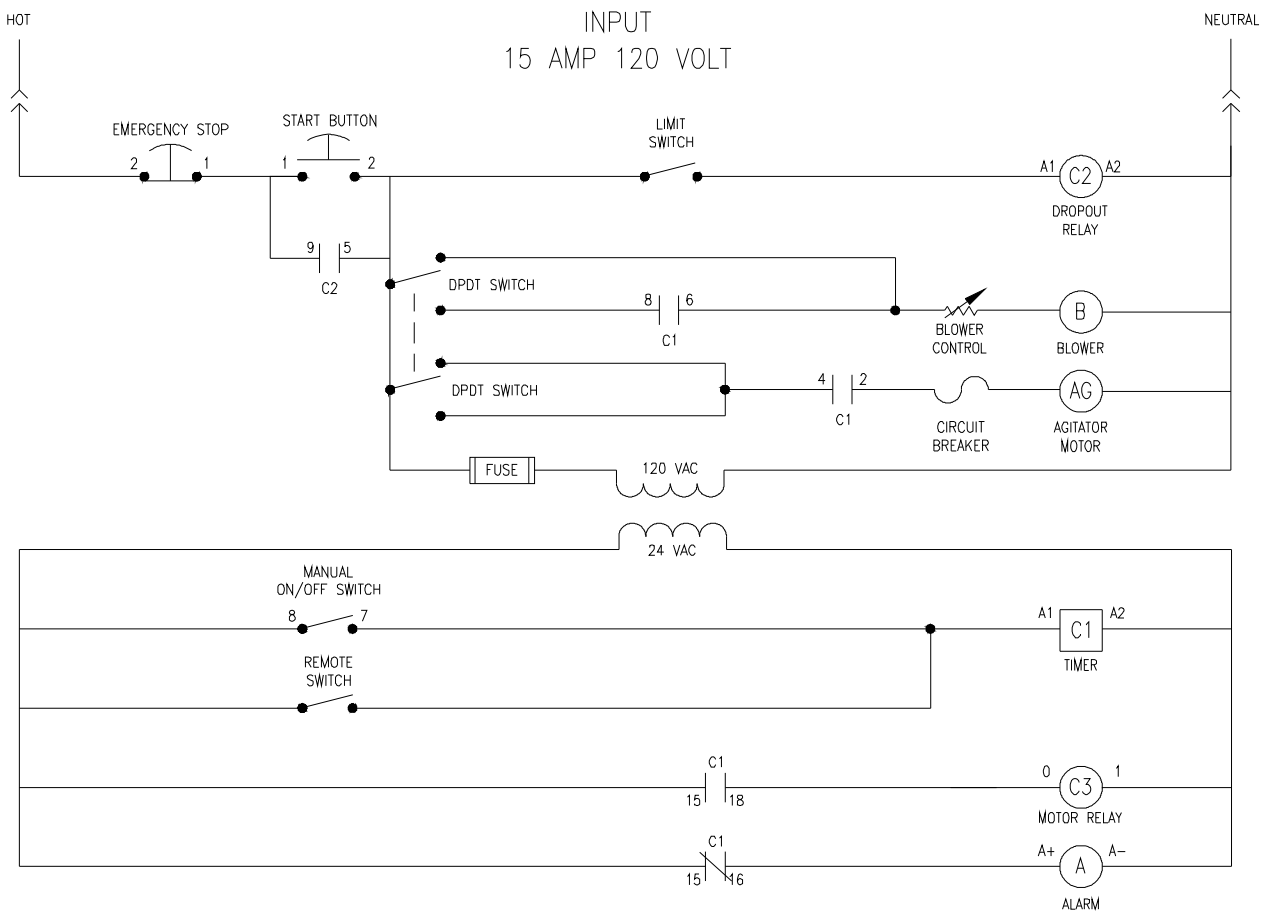 HOT
INPUT
NEUTRAL
15 AMP 120 VOLT
EMERGENCY STOP
START BUTTON
LIMIT
SWITCH
2
1
1
2
A1
C2
A2
DROPOUT
RELAY
9
5
C2
DPDT SWITCH
8
6
C1
BLOWER
CONTROL
B
BLOWER
DPDT SWITCH
4
2
C1
CIRCUIT
BREAKER
AG
AGITATOR
MOTOR
FUSE
120 VAC
24 VAC
MANUAL
ON/OFF SWITCH
8
7
A1
C1
A2
TIMER
REMOTE
SWITCH
C1
15
18
0
C3
1
MOTOR RELAY
C1
15
16
A+
A
A-
ALARM